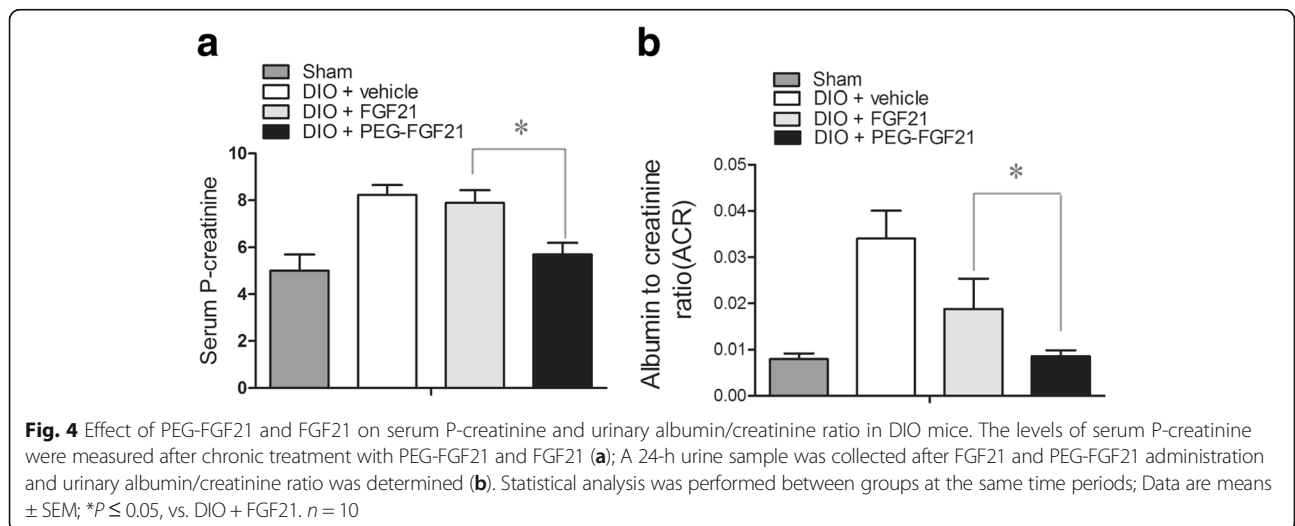 a
Sham
DIO + vehicle
DIO + FGF21
DIO + PEG-FGF21
*
10
8
6
4
2
0
Serum P-creatinine
b
Sham
DIO + vehicle
DIO + FGF21
DIO + PEG-FGF21
*
0.05
0.04
0.03
0.02
0.01
0.00
Albumin to creatinine
ratio(ACR)
Fig. 4 Effect of PEG-FGF21 and FGF21 on serum P-creatinine and urinary albumin/creatinine ratio in DIO mice. The levels of serum P-creatinine
were measured after chronic treatment with PEG-FGF21 and FGF21 (a); A 24-h urine sample was collected after FGF21 and PEG-FGF21 administration
and urinary albumin/creatinine ratio was determined (b). Statistical analysis was performed between groups at the same time periods; Data are means
± SEM; *P ≤ 0.05, vs. DIO + FGF21. n = 10